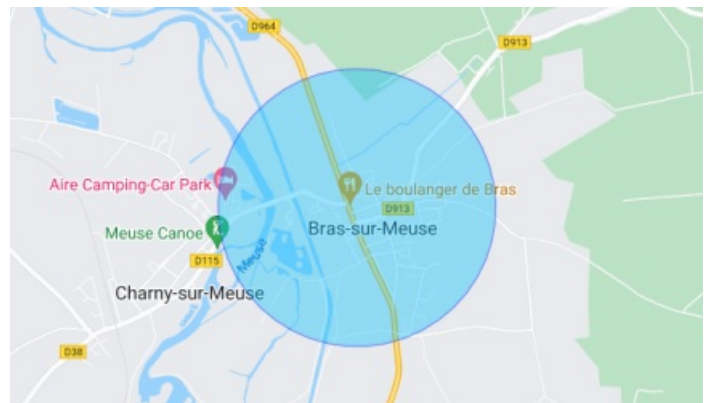 D964
D913
Aire Camping-Car Park
Le boulanger de Bras
D913
Meuse Canoe
Bras-sur-Meuse
Meuse
D115
Charny-sur-Meuse
D38